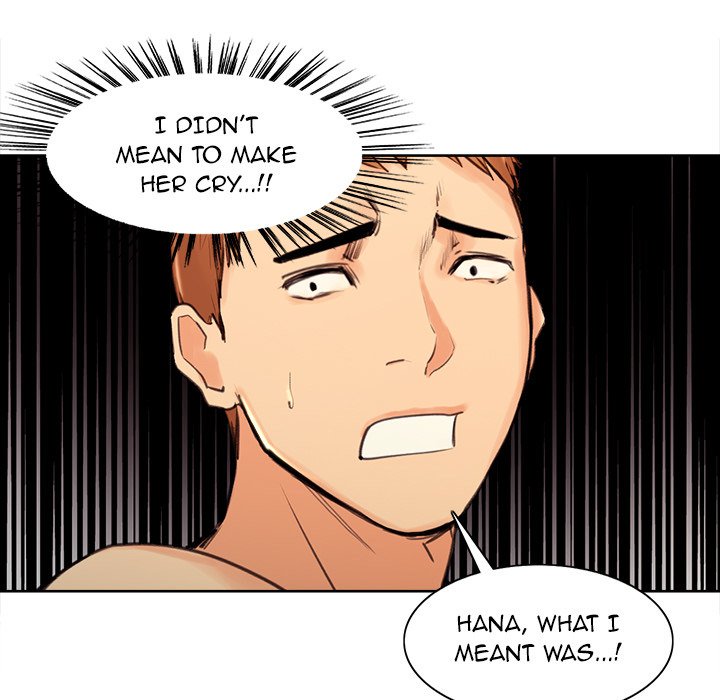 I DIDN'T
MEAN TO MAKE
HER CRY...!!
HANA, WHAT I
MEANT WAS...!